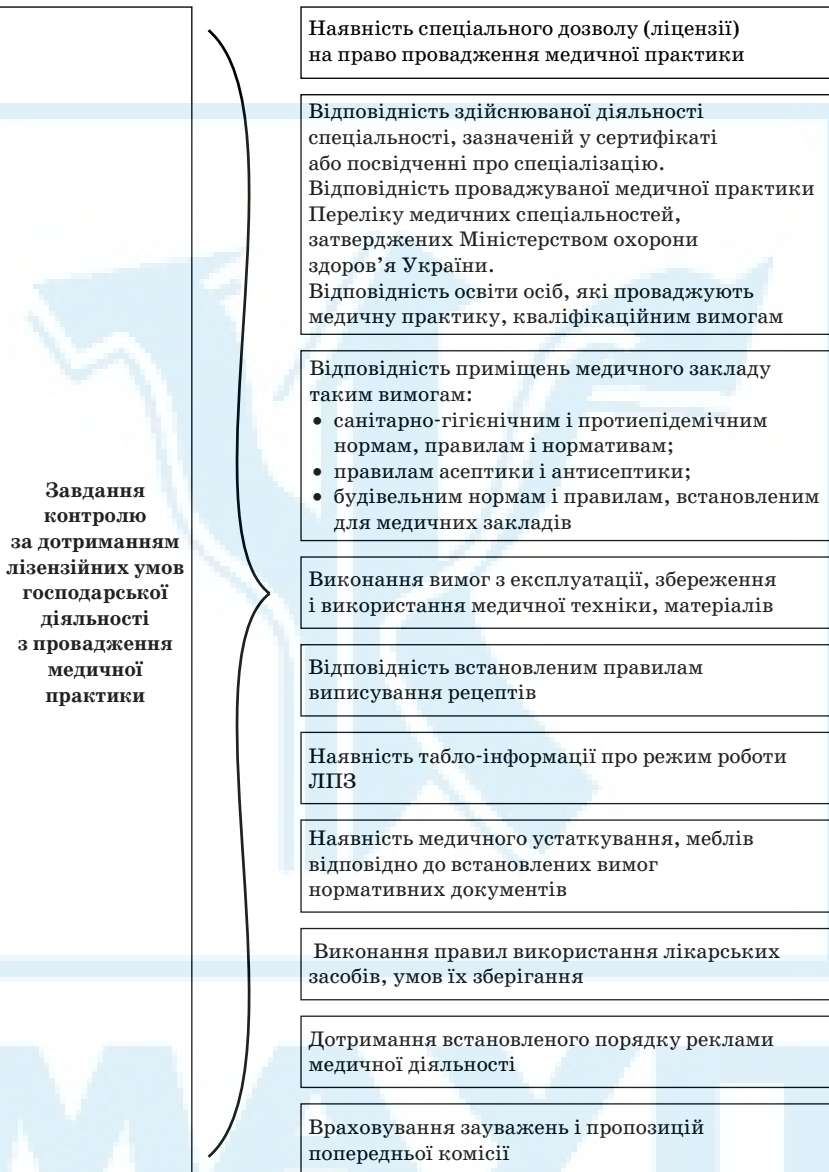 Завдання
контролю
за дотриманням
лізензійних умов
господарської
діяльності
з провадження
медичної
практики
Наявність спеціального дозволу (ліцензії)
на право провадження медичної практики
Відповідність здійснюваної діяльності
спеціальності, зазначеній у сертифікаті
або посвідченні про спеціалізацію.
Відповідність проваджуваної медичної практики
Переліку медичних спеціальностей,
затверджених Міністерством охорони
здоров’я України.
Відповідність освіти осіб, які проваджують
медичну практику, кваліфікаційним вимогам
Відповідність приміщень медичного закладу
таким вимогам:
• санітарно-гігієнічним і протиепідемічним
нормам, правилам і нормативам;
• правилам асептики і антисептики;
• будівельним нормам і правилам, встановленим
для медичних закладів
Виконання вимог з експлуатації, збереження
і використання медичної техніки, матеріалів
Відповідність встановленим правилам
виписування рецептів
Наявність табло-інформації про режим роботи
ЛПЗ
Наявність медичного устаткування, меблів
відповідно до встановлених вимог
нормативних документів
Виконання правил використання лікарських
засобів, умов їх зберігання
Дотримання встановленого порядку реклами
медичної діяльності
Враховування зауважень і пропозицій
попередньої комісії
МАУП